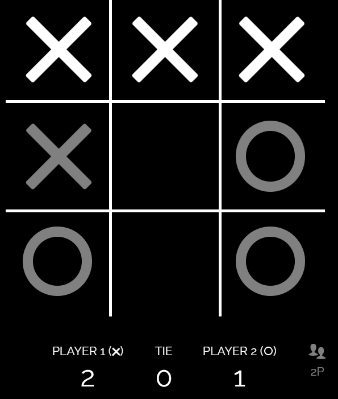 PLAYER 1 (X) TIE PLAYER 2 (O)
2 0 1
2P